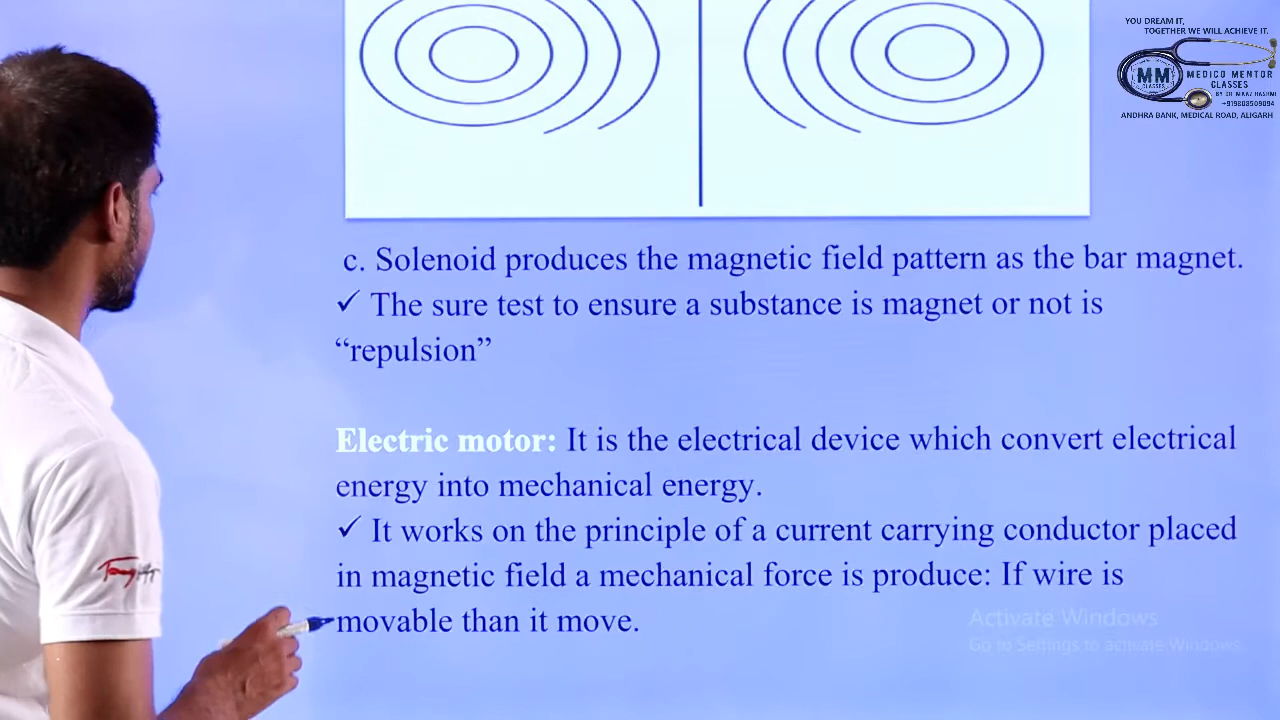 YOU DREAM IT,
TOGETHER WE WILL ACHIEVE IT.
MM
CLASSES
MEDICO MENTOR
CLASSES
ANDHRA BANK, MEDICAL ROAD, ALIGARH
c. Solenoid produces the magnetic field pattern as the bar magnet.
✓ The sure test to ensure a substance is magnet or not is
“repulsion”
Electric motor: It is the electrical device which convert electrical
energy into mechanical energy.
✓ It works on the principle of a current carrying conductor placed
in magnetic field a mechanical force is produce: If wire is
movable than it move.
Activate Windows
Go to Settings to activate Windows.